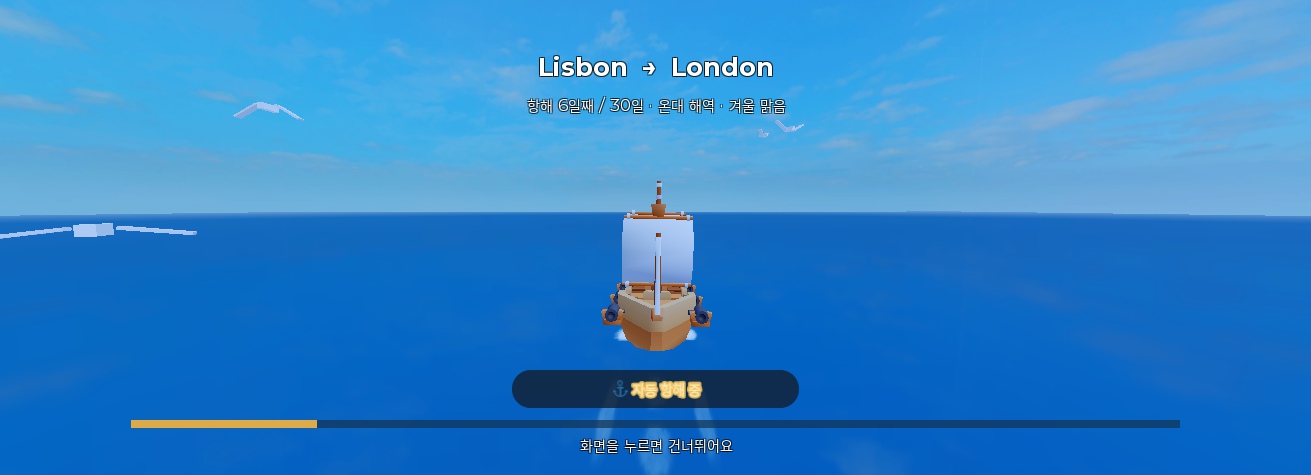 Lisbon → London
항해 6일째 / 30일 · 온대 해역 · 겨울 맑음
⚓ 자동 항해 중
화면을 누르면 건너뛰어요